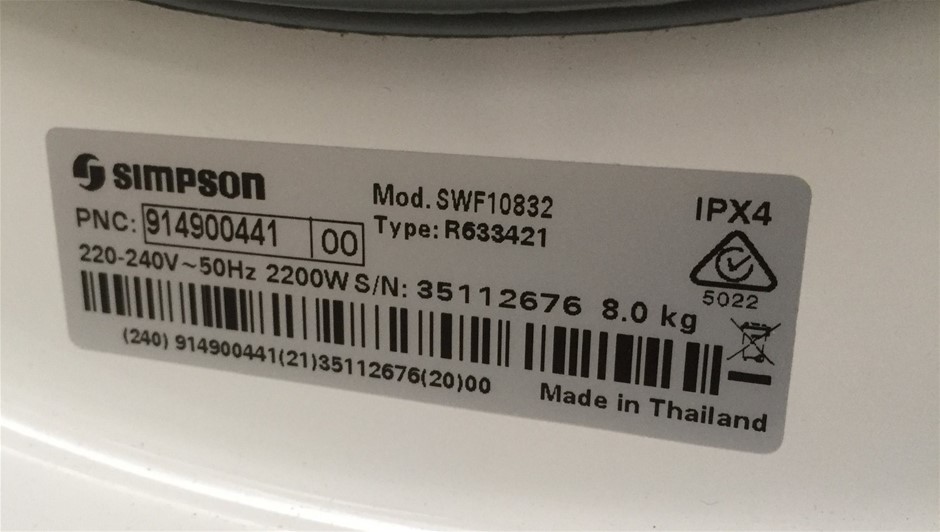 SIMPSON
Mod. SWF10832
IPX4
PNC: 914900441 00
Type: R633421
220-240V~50Hz 2200W S/N: 35112676 8.0 kg
5022
(240) 914900441(21)35112676(20)00
Made in Thailand